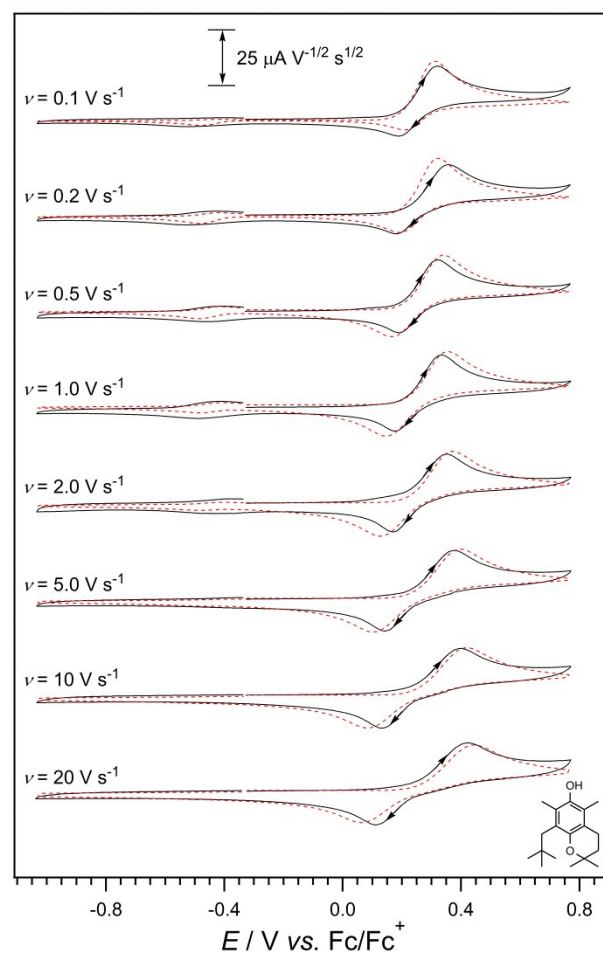 25 μA V⁻¹/² s¹/²
ν = 0.1 V s⁻¹
ν = 0.2 V s⁻¹
ν = 0.5 V s⁻¹
ν = 1.0 V s⁻¹
ν = 2.0 V s⁻¹
ν = 5.0 V s⁻¹
ν = 10 V s⁻¹
ν = 20 V s⁻¹
OH
O
-0.8 -0.4 0.0 0.4 0.8
E / V vs. Fc/Fc⁺